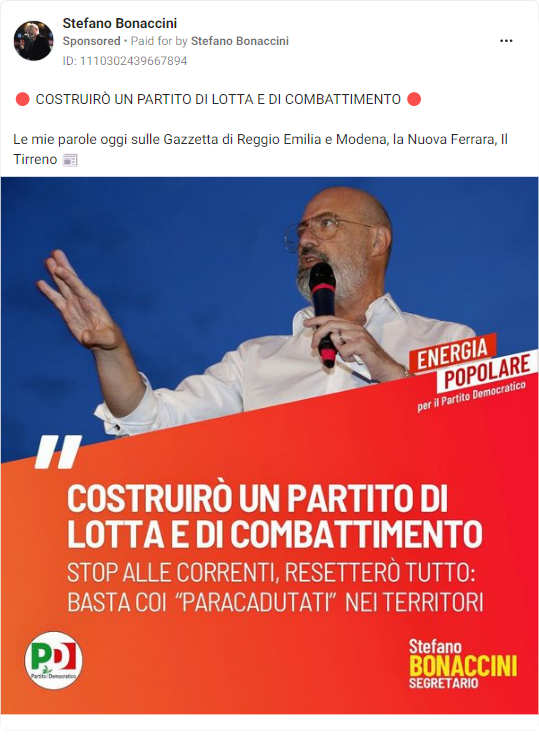 Stefano Bonaccini
Sponsored • Paid for by Stefano Bonaccini
ID: 1110302439667894
🔴 COSTRUIRÒ UN PARTITO DI LOTTA E DI COMBATTIMENTO 🔴
Le mie parole oggi sulle Gazzetta di Reggio Emilia e Modena, la Nuova Ferrara, Il
Tirreno 📰
ENERGIA
POPOLARE
per il Partito Democratico
"
COSTRUIRÒ UN PARTITO DI
LOTTA E DI COMBATTIMENTO
STOP ALLE CORRENTI, RESETTERÒ TUTTO:
BASTA COI “PARACADUTATI” NEI TERRITORI
PD
Partito Democratico
Stefano
BONACCINI
SEGRETARIO